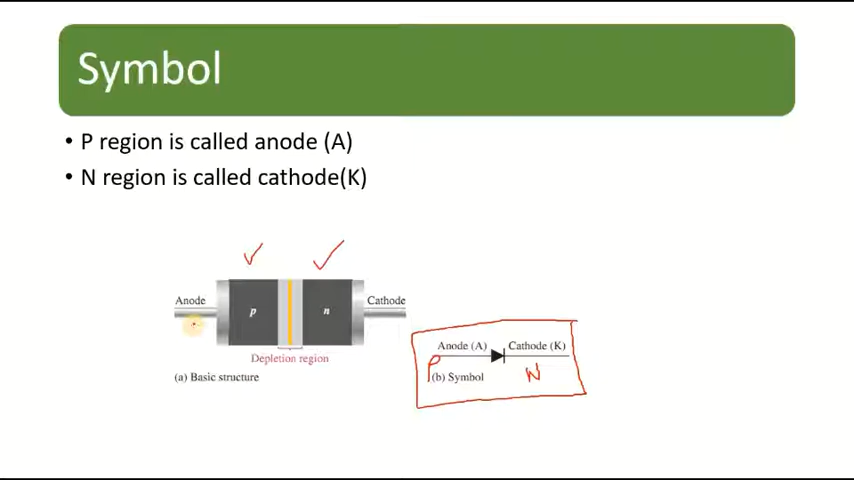 Symbol
• P region is called anode (A)
• N region is called cathode(K)
Anode
p
n
Cathode
Depletion region
(a) Basic structure
Anode (A)
Cathode (K)
P
N
(b) Symbol